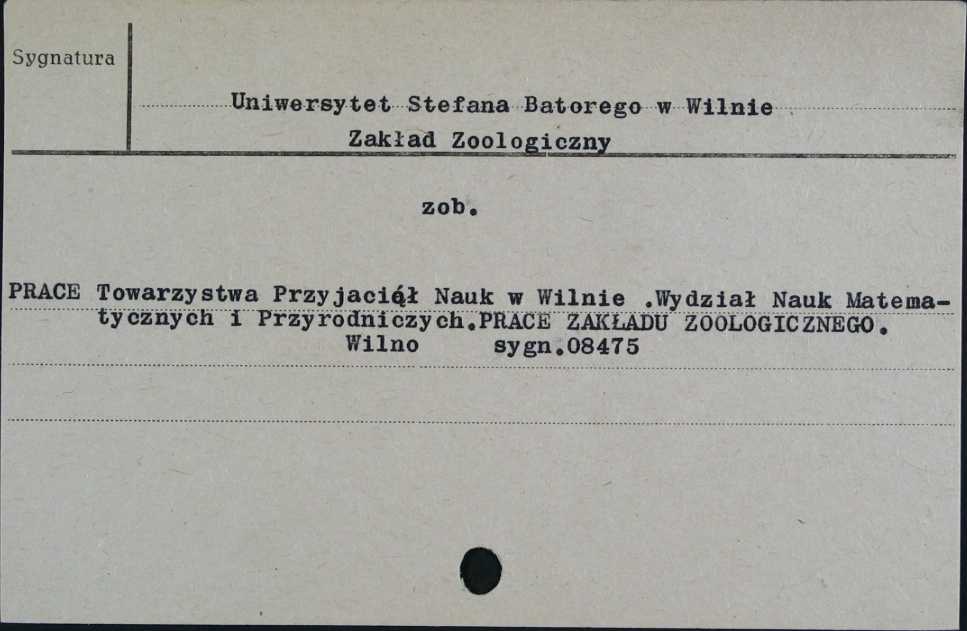 Sygnatura
Uniwersytet Stefana Batorego w Wilnie
Zakład Zoologiczny
zob.
PRACE Towarzystwa Przyjaciół Nauk w Wilnie .Wydział Nauk Matema-
tycznych i Przyrodniczych.PRACE ZAKŁADU ZOOLOGICZNEGO.
Wilno sygn.08475